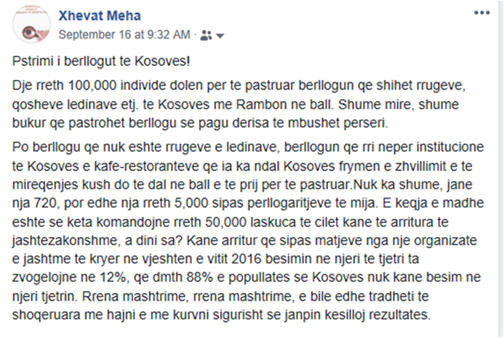 Xhevat Meha
September 16 at 9:32 AM ·
Pstrimi i berllogut te Kosoves!
Dje rreth 100,000 individe dolen per te pastruar berllogun qe shihet rrugeve,
qosheve ledinave etj. te Kosoves me Rambon ne ball. Shume mire, shume
bukur qe pastrohet berllogu se pagu derisa te mbushet perseri.
Po berllogu qe nuk eshte rrugeve e ledinave, berllogun qe rri neper institucione
te Kosoves e kafe-restoranteve qe ia ka ndal Kosoves frymen e zhvillimit e te
mireqenjes kush do te dal ne ball e te prij per te pastruar.Nuk ka shume, jane
nja 720, por edhe nja rreth 5,000 sipas perllogaritjeve te mija. E keqja e madhe
eshte se keta komandojne rreth 50,000 laskuca te cilet kane te arritura te
jashtezakonshme, a dini sa? Kane arritur qe sipas matjeve nga nje organizate
e jashtme te kryer ne vjeshten e vitit 2016 besimin ne njeri te tjetri ta
zvogelojne ne 12%, qe dmth 88% e popullates se Kosoves nuk kane besim ne
njeri tjetrin. Rrena mashtrime, rrena mashtrime, e bile edhe tradheti te
shoqeruara me hajni e me kurvni sigurisht se janpin kesilloj rezultates.